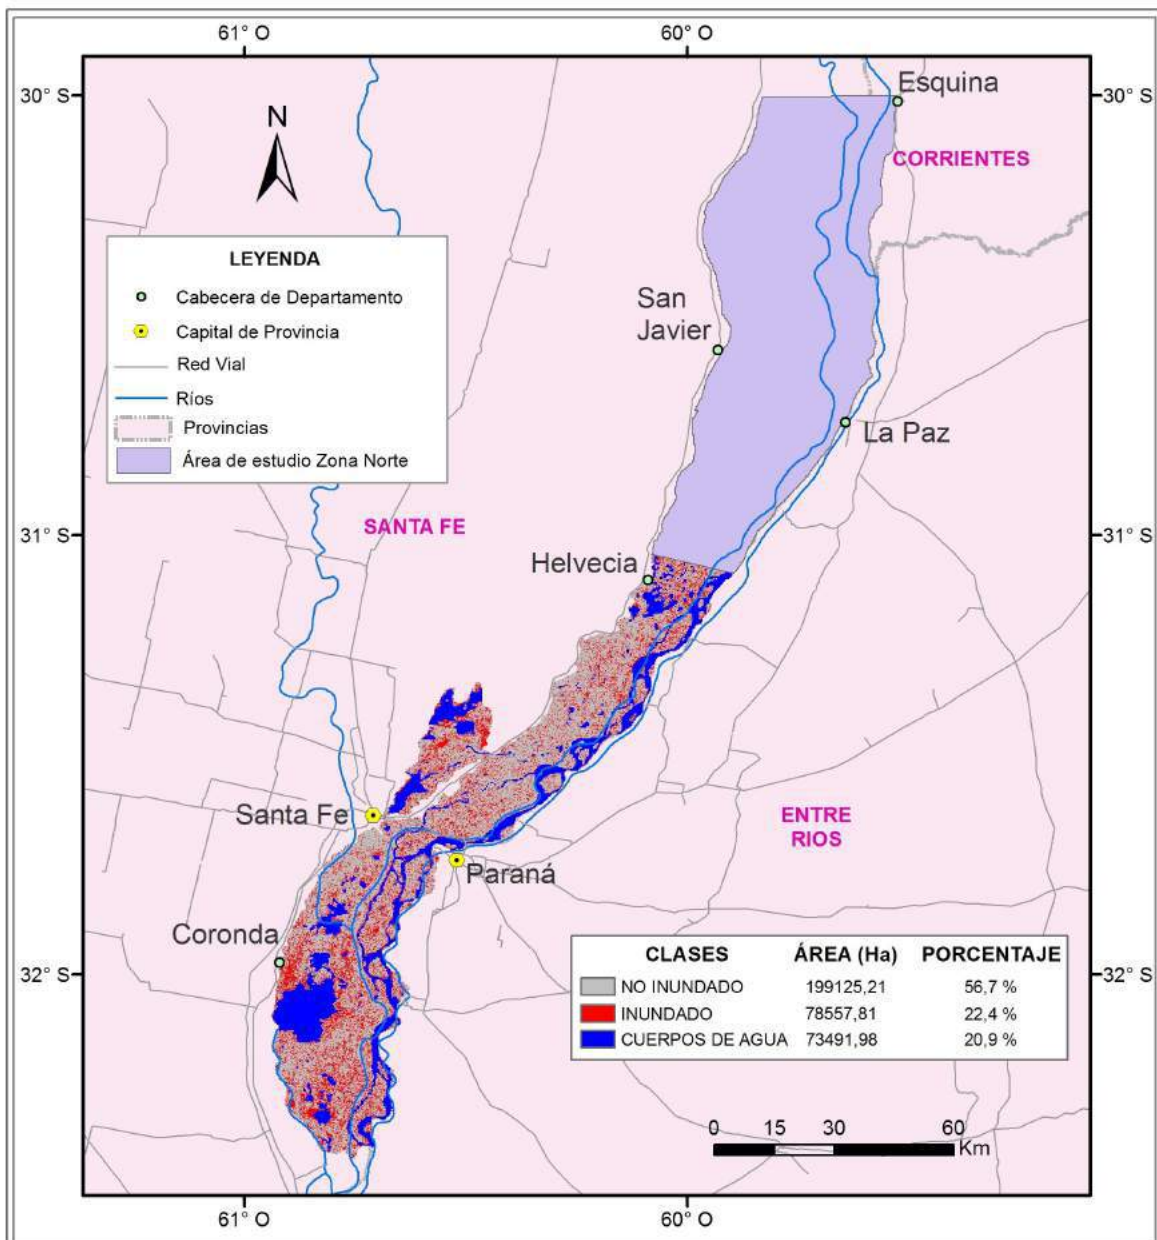 61° O 60° O
30° S 30° S
Esquina
N
CORRIENTES
LEYENDA
Cabecera de Departamento
Capital de Provincia
Red Vial
Ríos
Provincias
Área de estudio Zona Norte
San
Javier
La Paz
SANTA FE
31° S 31° S
Helvecia
Santa Fe
ENTRE
RIOS
Paraná
Coronda
32° S 32° S
CLASES ÁREA (Ha) PORCENTAJE
NO INUNDADO 199125,21 56,7 %
INUNDADO 78557,81 22,4 %
CUERPOS DE AGUA 73491,98 20,9 %
0 15 30 60
Km
61° O 60° O